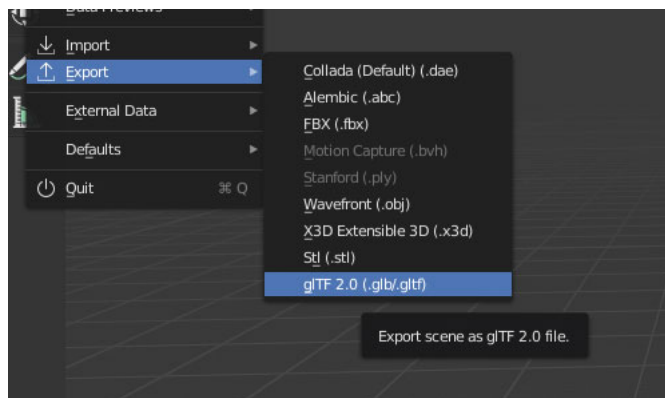 Data Previews
Import
Export
External Data
Defaults
Quit ⌘ Q
Collada (Default) (.dae)
Alembic (.abc)
FBX (.fbx)
Motion Capture (.bvh)
Stanford (.ply)
Wavefront (.obj)
X3D Extensible 3D (.x3d)
Stl (.stl)
glTF 2.0 (.glb/.gltf)
Export scene as glTF 2.0 file.